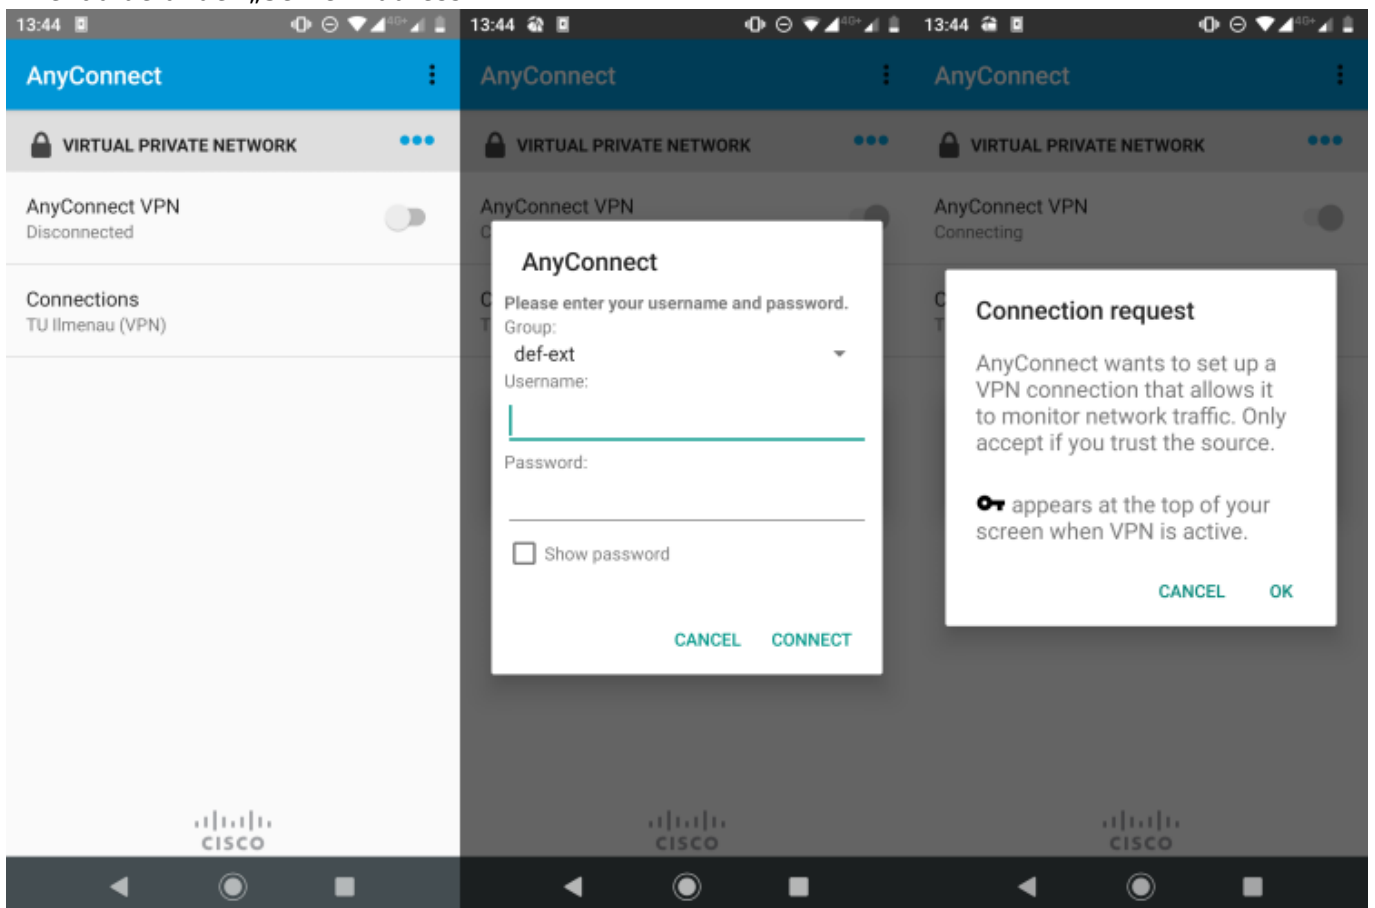 13:44
4G+
AnyConnect
VIRTUAL PRIVATE NETWORK
AnyConnect VPN
Disconnected
Connections
TU Ilmenau (VPN)
CISCO
13:44
4G+
AnyConnect
VIRTUAL PRIVATE NETWORK
AnyConnect VPN
C
C
T
AnyConnect
Please enter your username and password.
Group:
def-ext
Username:
Password:
Show password
CANCEL CONNECT
CISCO
13:44
4G+
AnyConnect
VIRTUAL PRIVATE NETWORK
AnyConnect VPN
Connecting
C
T
Connection request
AnyConnect wants to set up a
VPN connection that allows it
to monitor network traffic. Only
accept if you trust the source.
appears at the top of your
screen when VPN is active.
CANCEL OK
CISCO